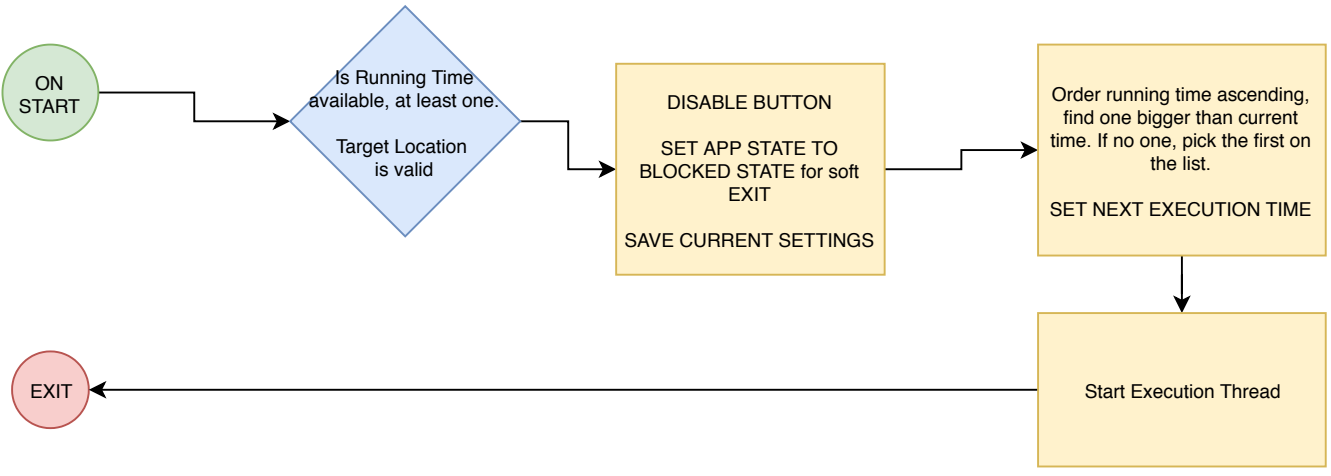 ON
START
Is Running Time
available, at least one.
Target Location
is valid
DISABLE BUTTON
SET APP STATE TO
BLOCKED STATE for soft
EXIT
SAVE CURRENT SETTINGS
Order running time ascending,
find one bigger than current
time. If no one, pick the first on
the list.
SET NEXT EXECUTION TIME
Start Execution Thread
EXIT